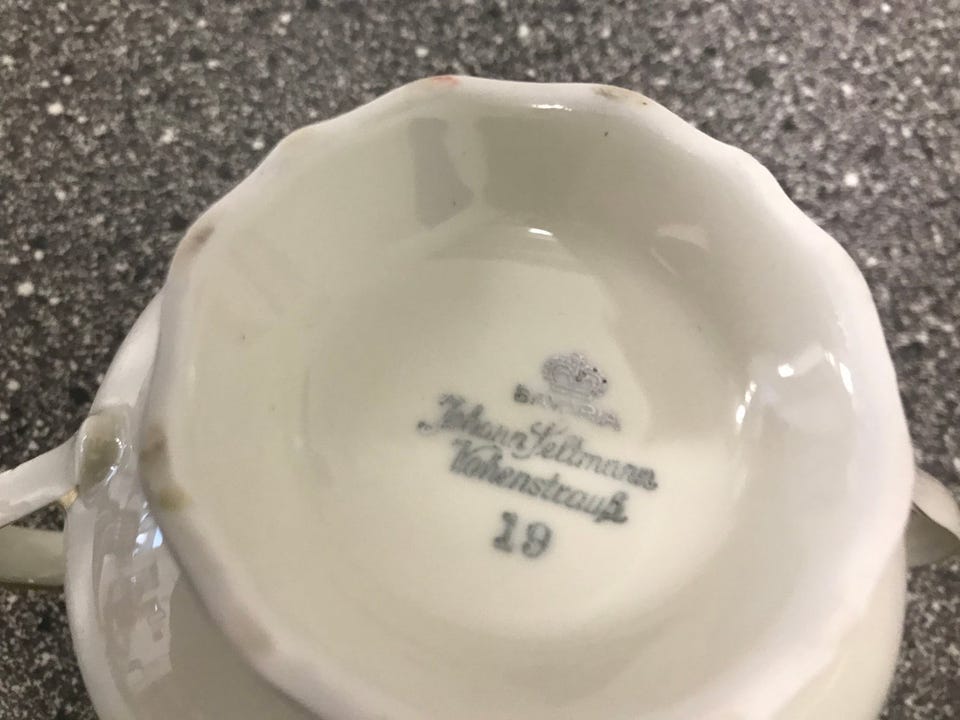 BAVARIA
Johann Seltmann
Vohenstrauß
19